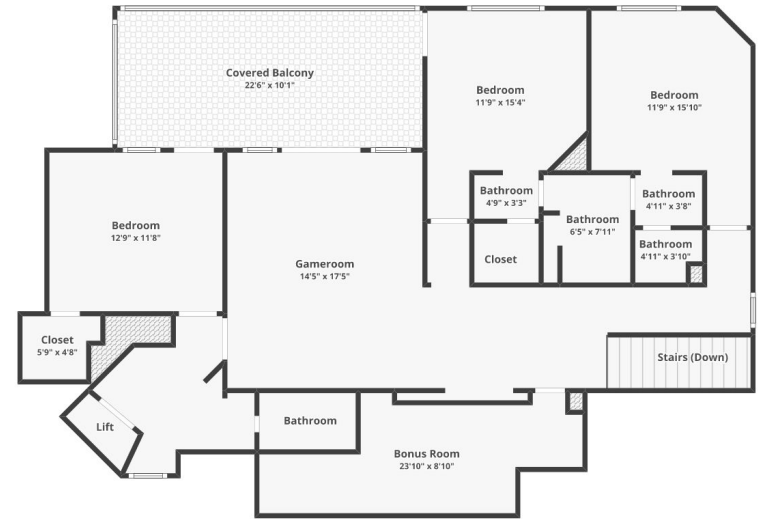 Covered Balcony
22'6" x 10'1"
Bedroom
11'9" x 15'4"
Bedroom
11'9" x 15'10"
Bathroom
4'9" x 3'3"
Bathroom
4'11" x 3'8"
Bathroom
6'5" x 7'11"
Bedroom
12'9" x 11'8"
Bathroom
4'11" x 3'10"
Closet
Gameroom
14'5" x 17'5"
Closet
5'9" x 4'8"
Stairs (Down)
Lift
Bathroom
Bonus Room
23'10" x 8'10"